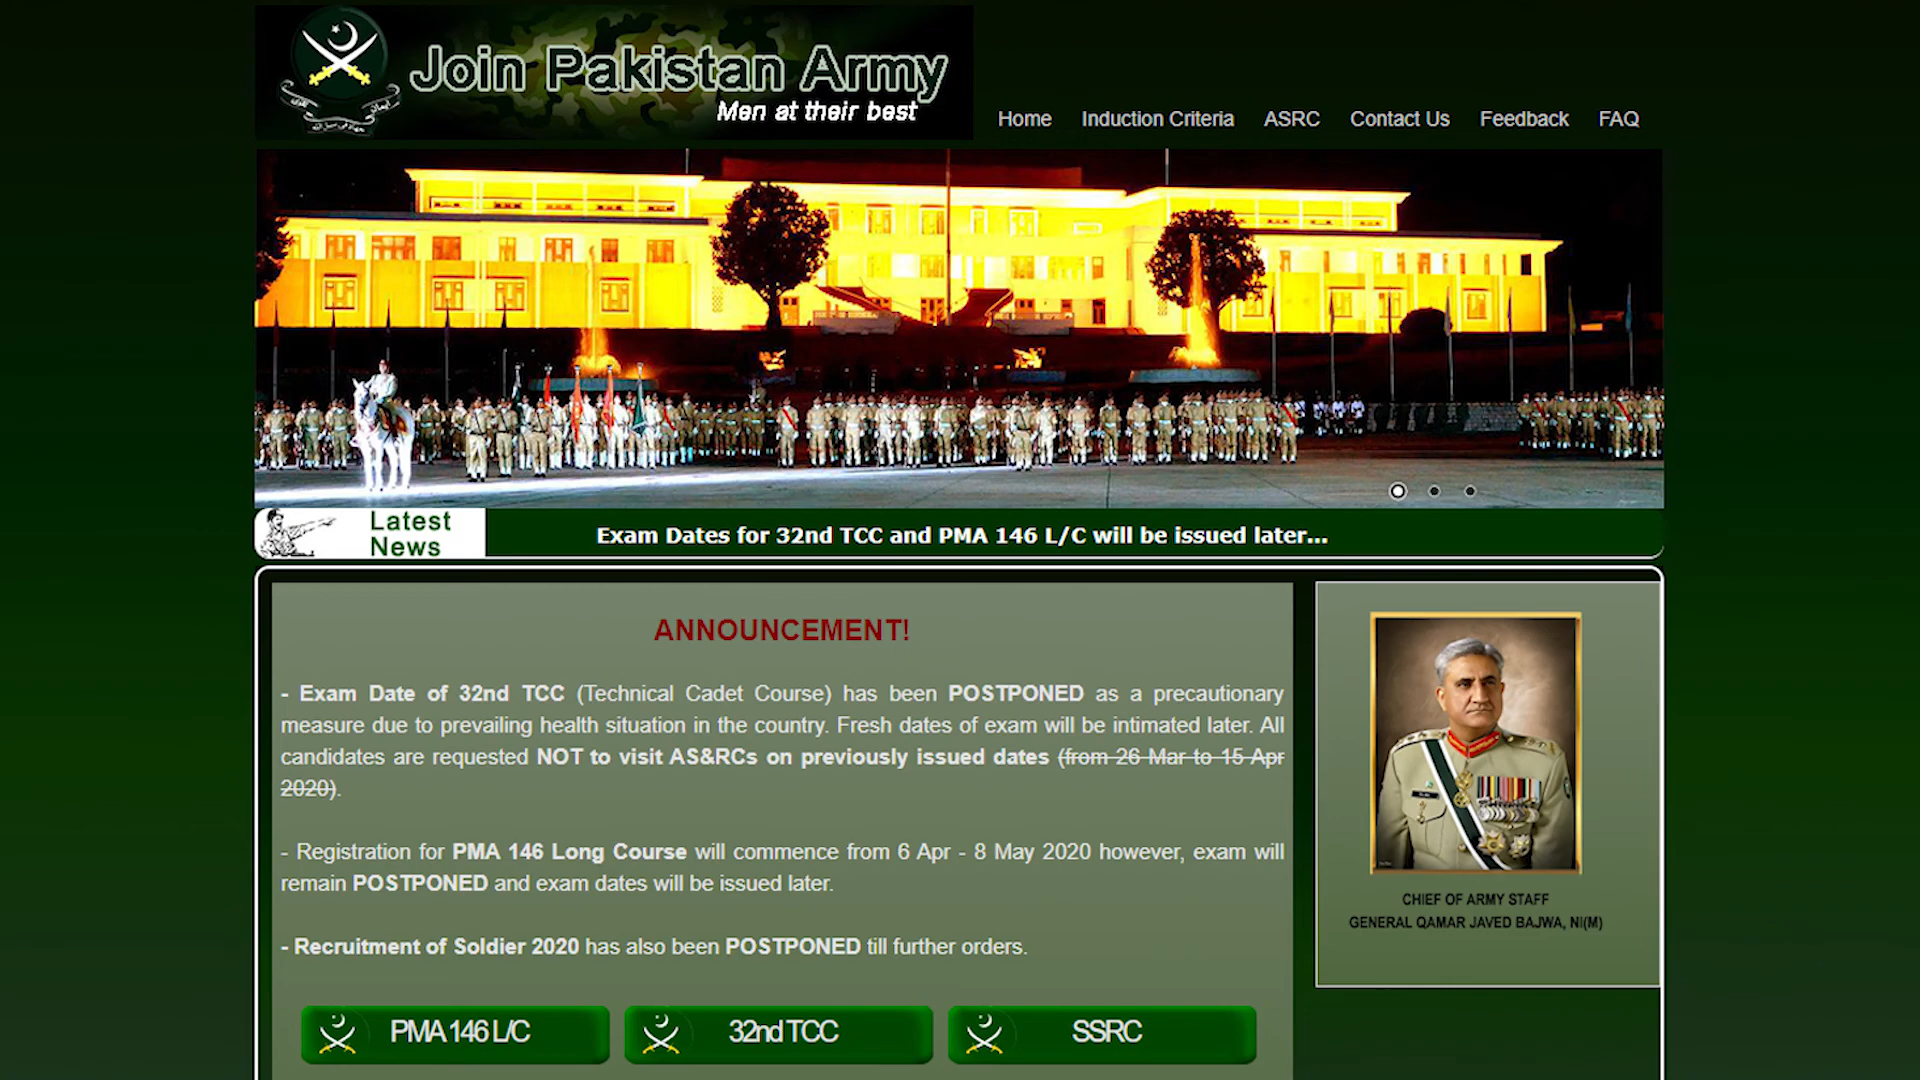 Join Pakistan Army
Men at their best
Home Induction Criteria ASRC Contact Us Feedback FAQ
Latest
News
Exam Dates for 32nd TCC and PMA 146 L/C will be issued later...
ANNOUNCEMENT!
- Exam Date of 32nd TCC (Technical Cadet Course) has been POSTPONED as a precautionary
measure due to prevailing health situation in the country. Fresh dates of exam will be intimated later. All
candidates are requested NOT to visit AS&RCs on previously issued dates (from 26 Mar to 15 Apr
2020).
- Registration for PMA 146 Long Course will commence from 6 Apr - 8 May 2020 however, exam will
remain POSTPONED and exam dates will be issued later.
- Recruitment of Soldier 2020 has also been POSTPONED till further orders.
PMA 146 L/C
32nd TCC
SSRC
CHIEF OF ARMY STAFF
GENERAL QAMAR JAVED BAJWA, NI(M)